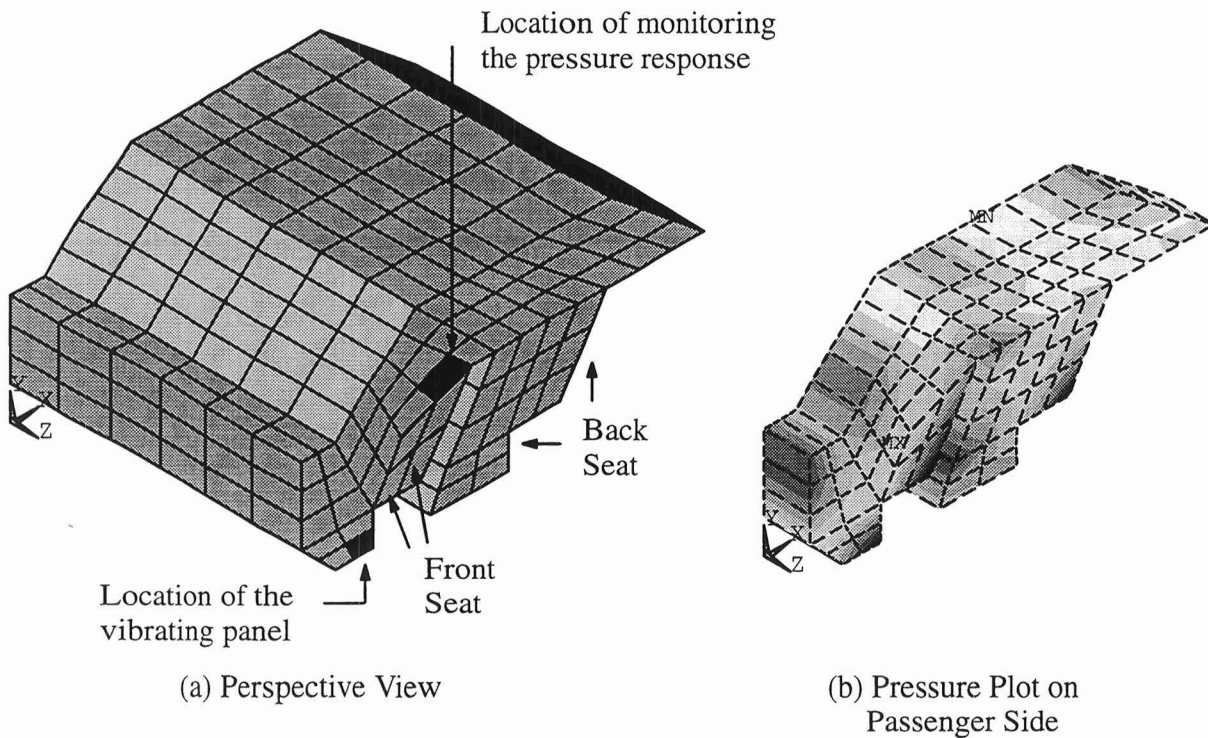 Location of monitoring
the pressure response
MN
Y
X
Z
Back
Seat
MX
Y
X
Z
Front
Seat
Location of the
vibrating panel
(a) Perspective View
(b) Pressure Plot on
Passenger Side